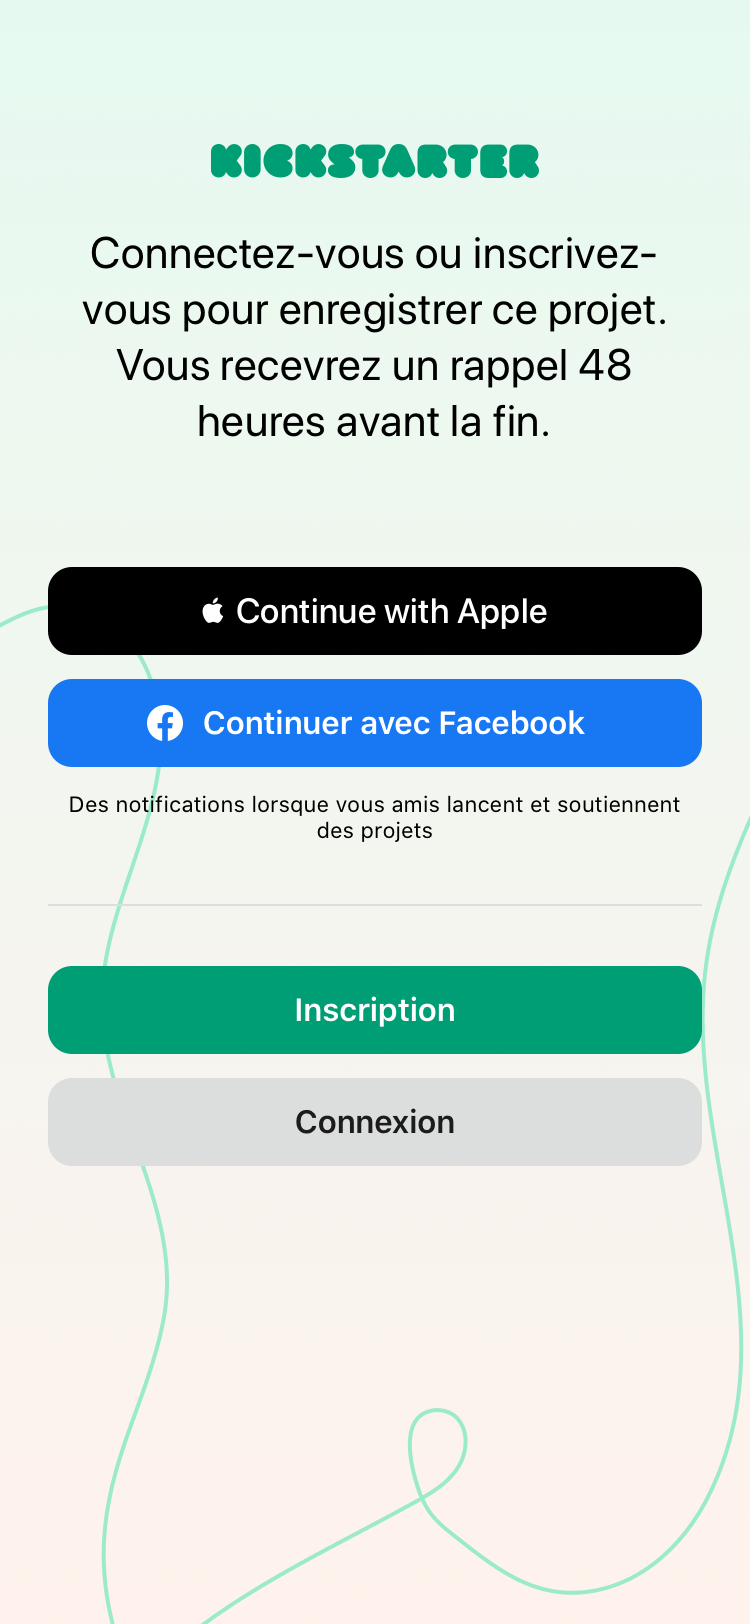 KICKSTARTER
Connectez-vous ou inscrivez-
vous pour enregistrer ce projet.
Vous recevrez un rappel 48
heures avant la fin.
Continue with Apple
Continuer avec Facebook
Des notifications lorsque vous amis lancent et soutiennent
des projets
Inscription
Connexion